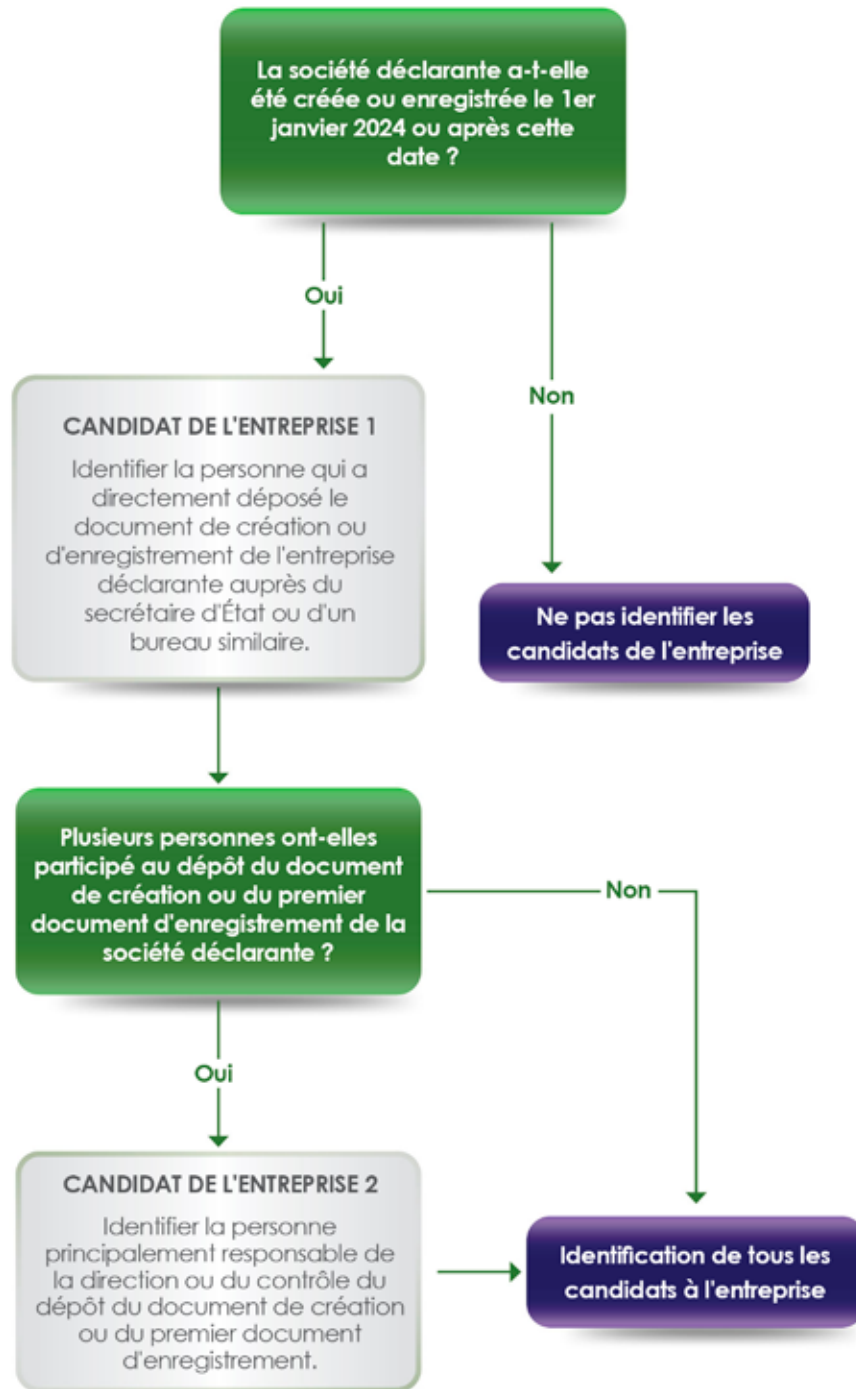 La société déclarante a-t-elle
été créée ou enregistrée le 1er
janvier 2024 ou après cette
date ?
Oui
Non
CANDIDAT DE L'ENTREPRISE 1
Identifier la personne qui a
directement déposé le
document de création ou
d'enregistrement de l'entreprise
déclarante auprès du
secrétaire d'État ou d'un
bureau similaire.
Ne pas identifier les
candidats de l'entreprise
Plusieurs personnes ont-elles
participé au dépôt du document
de création ou du premier
document d'enregistrement de la
société déclarante ?
Non
Oui
CANDIDAT DE L'ENTREPRISE 2
Identifier la personne
principalement responsable de
la direction ou du contrôle du
dépôt du document de création
ou du premier document
d'enregistrement.
Identification de tous les
candidats à l'entreprise